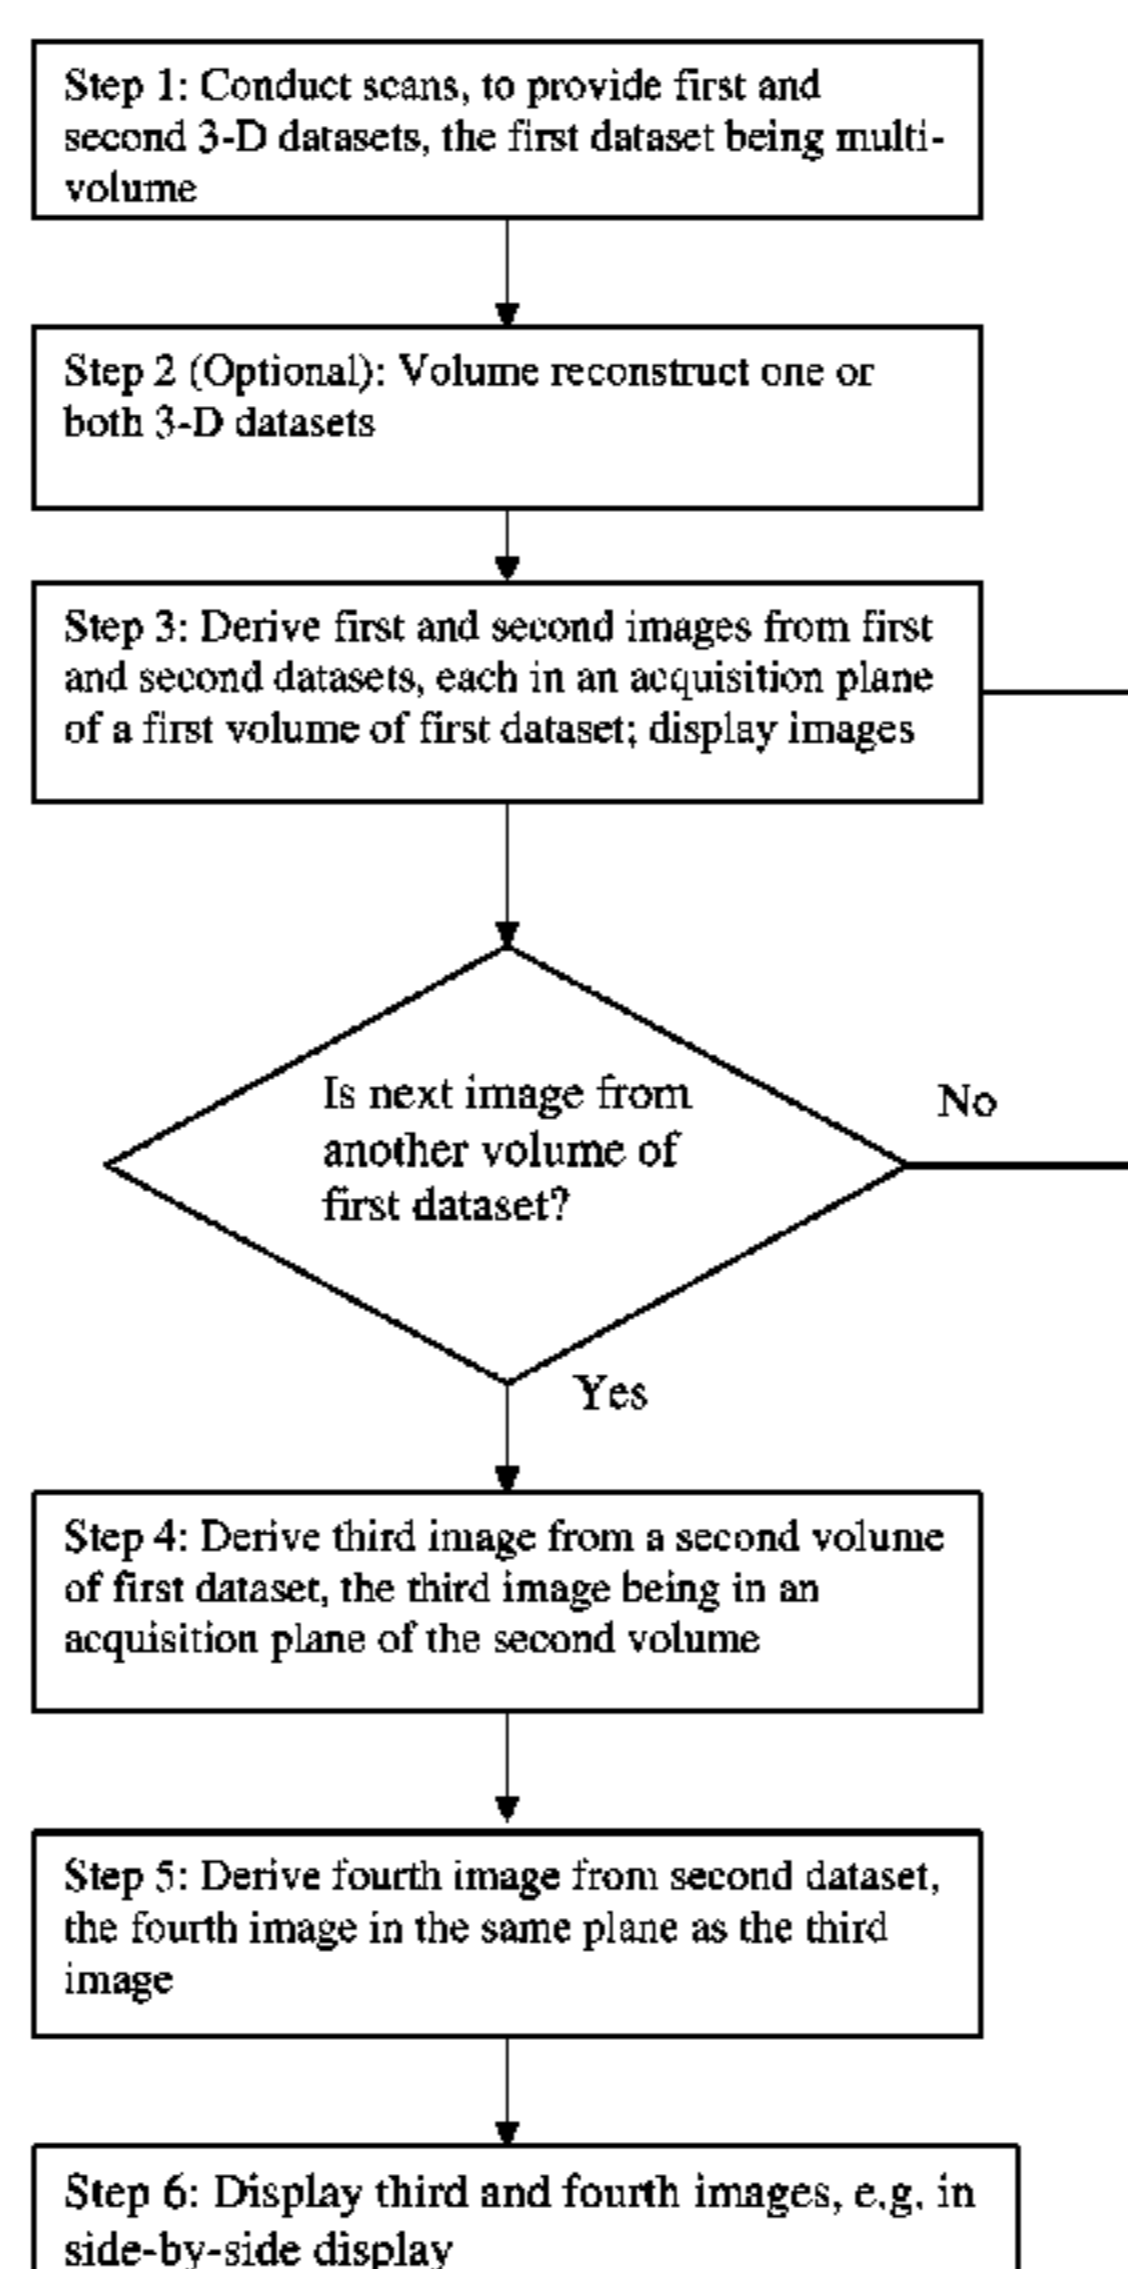 Step 1: Conduct scans, to provide first and
second 3-D datasets, the first dataset being multi-
volume
Step 2 (Optional): Volume reconstruct one or
both 3-D datasets
Step 3: Derive first and second images from first
and second datasets, each in an acquisition plane
of a first volume of first dataset; display images
Is next image from
another volume of
first dataset?
No
Yes
Step 4: Derive third image from a second volume
of first dataset, the third image being in an
acquisition plane of the second volume
Step 5: Derive fourth image from second dataset,
the fourth image in the same plane as the third
image
Step 6: Display third and fourth images, e.g. in
side-by-side display